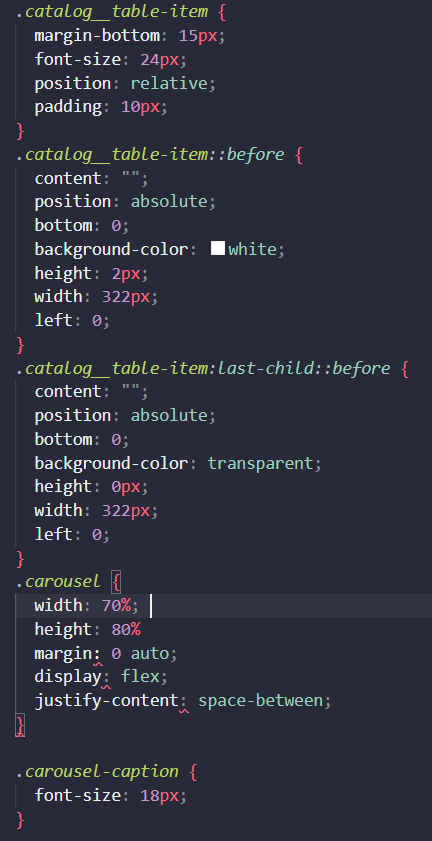 .catalog__table-item {
  margin-bottom: 15px;
  font-size: 24px;
  position: relative;
  padding: 10px;
}
.catalog__table-item::before {
  content: "";
  position: absolute;
  bottom: 0;
  background-color: white;
  height: 2px;
  width: 322px;
  left: 0;
}
.catalog__table-item:last-child::before {
  content: "";
  position: absolute;
  bottom: 0;
  background-color: transparent;
  height: 0px;
  width: 322px;
  left: 0;
}
.carousel {
  width: 70%;
  height: 80%
  margin: 0 auto;
  display: flex;
  justify-content: space-between;
}

.carousel-caption {
  font-size: 18px;
}